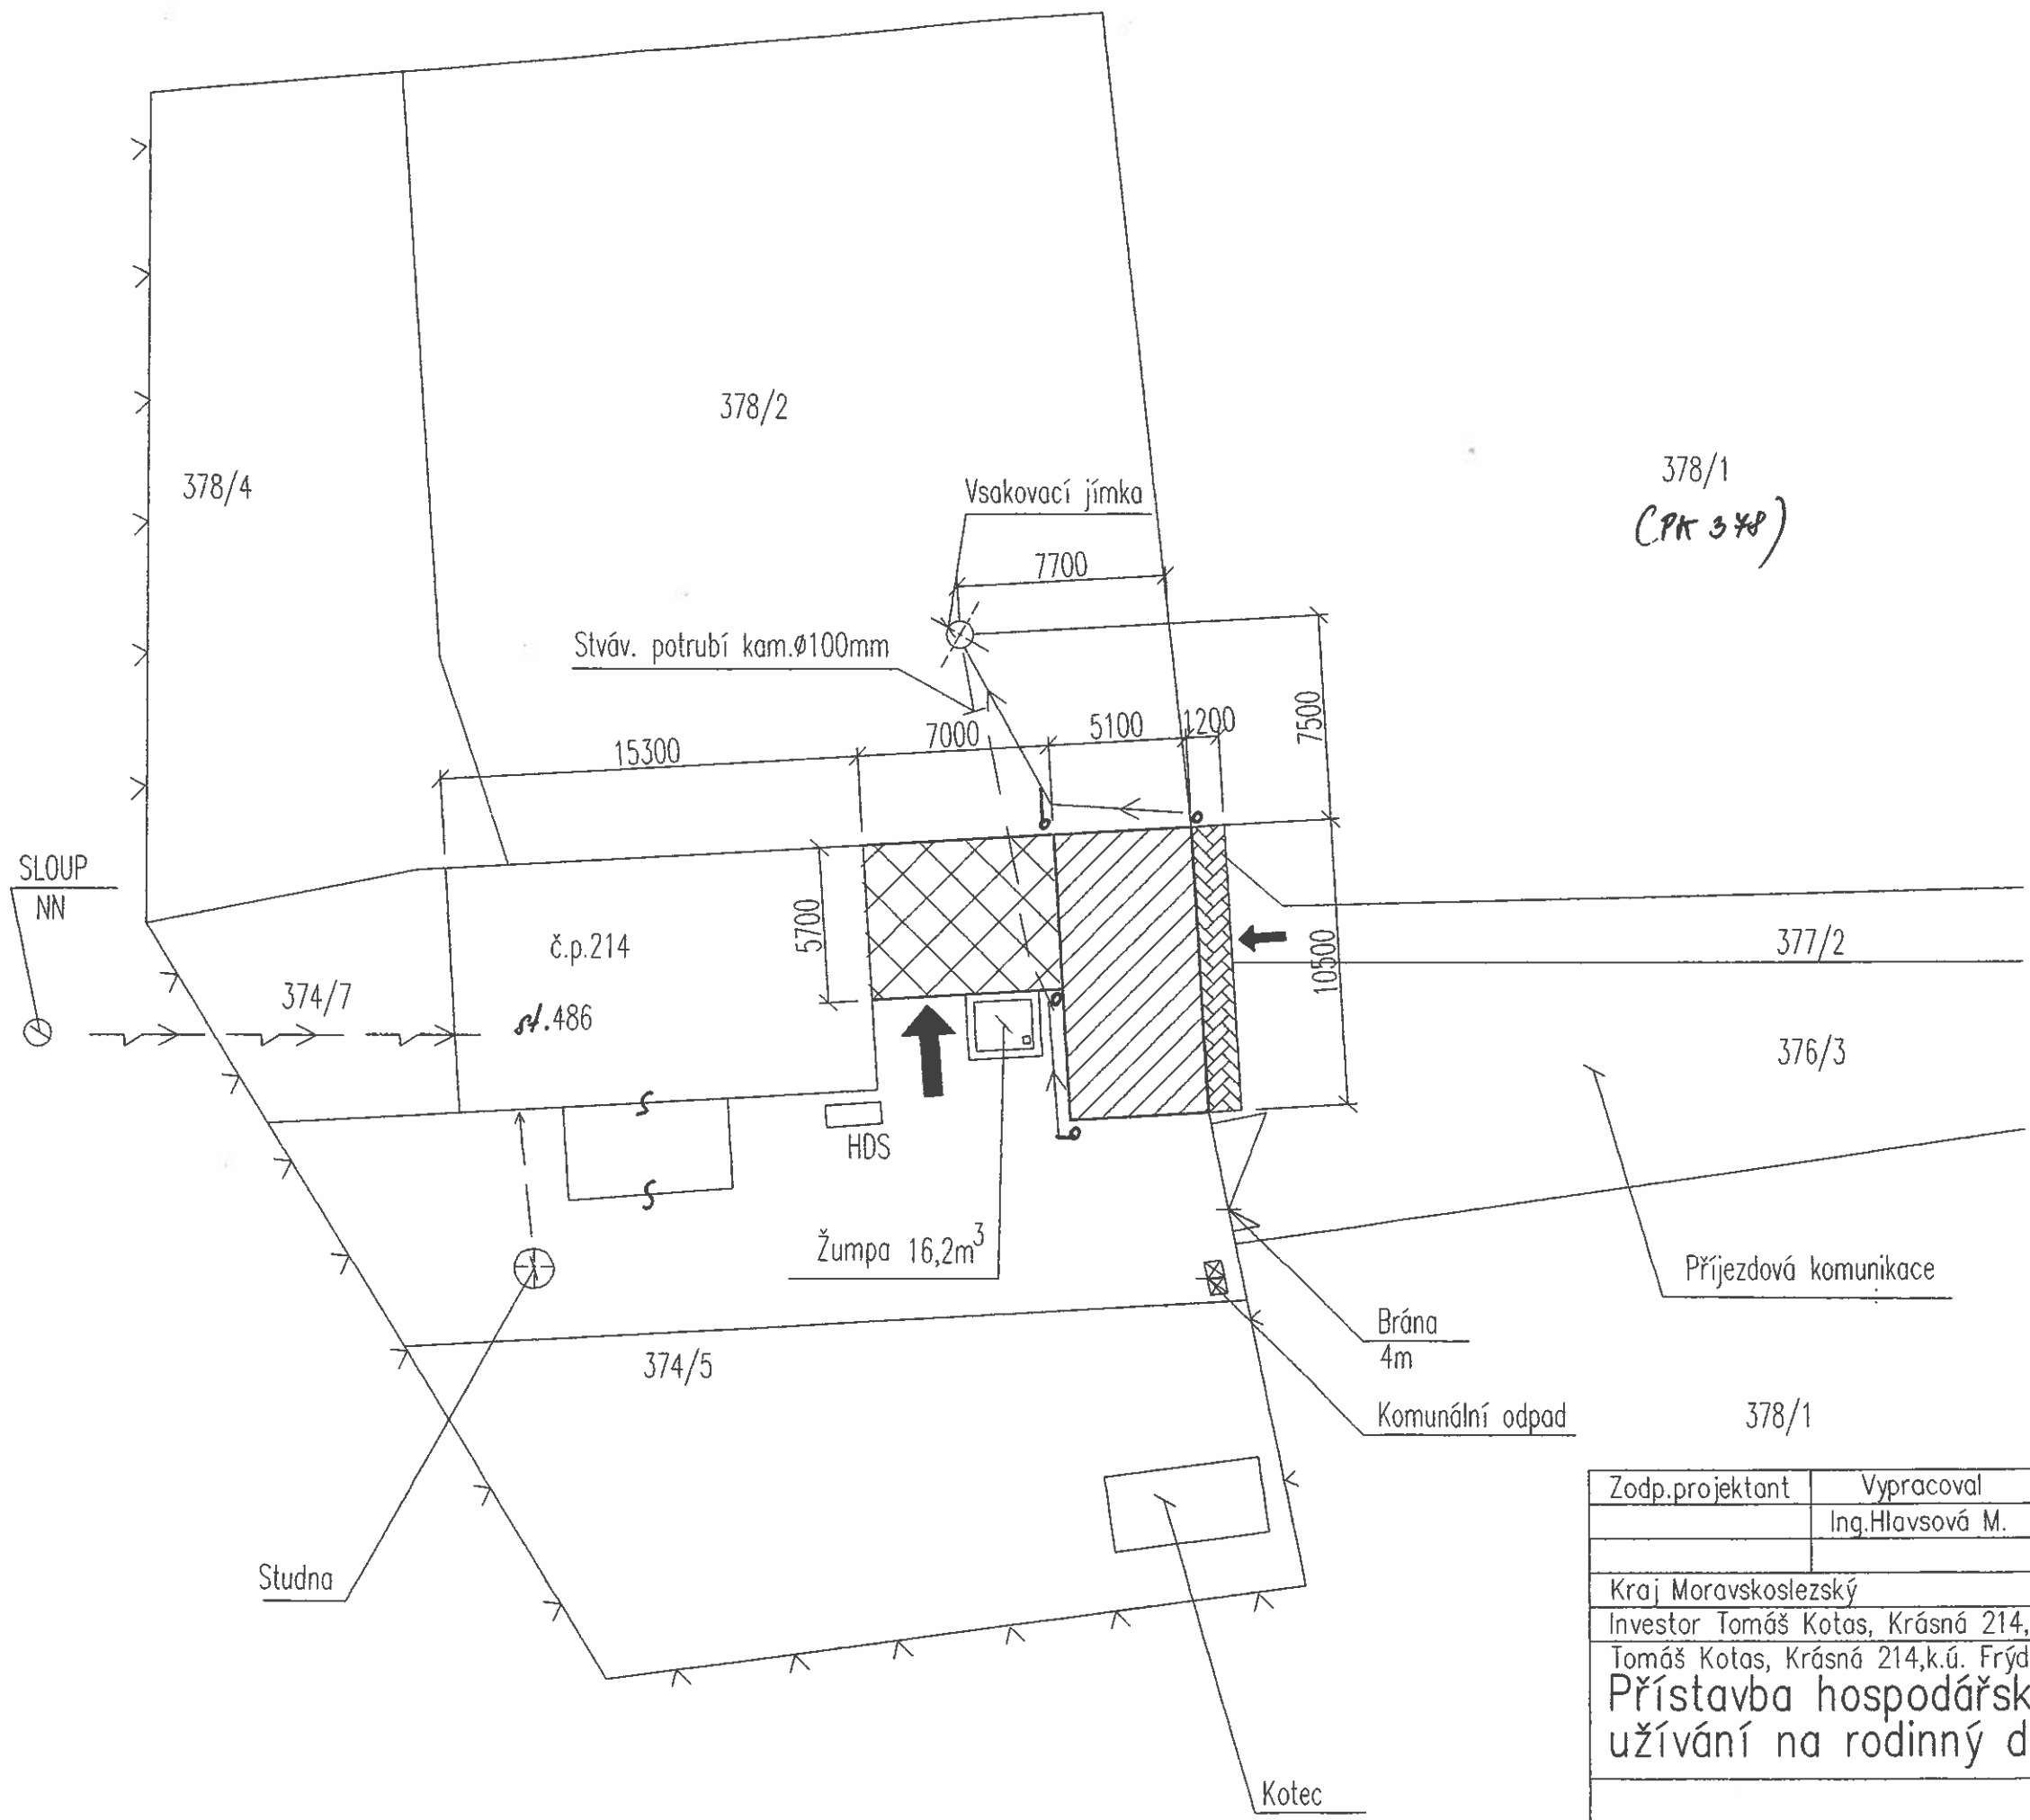 378/2
378/4
378/1
(PK 378)
Vsakovací jímka
7700
Stváv. potrubí kam.ø100mm
7500
15300
7000
5100
1200
SLOUP
NN
5700
č.p.214
377/2
10500
374/7
st.486
376/3
HDS
Žumpa 16,2m³
Příjezdová komunikace
Brána
4m
374/5
Komunální odpad
378/1
Studna
Kotec
Zodp.projektant
Vypracoval
Ing.Hlavsová M.
Kraj Moravskoslezský
Investor Tomáš Kotas, Krásná 214,
Tomáš Kotas, Krásná 214,k.ú. Frýd
Přístavba hospodářsk
užívání na rodinný d